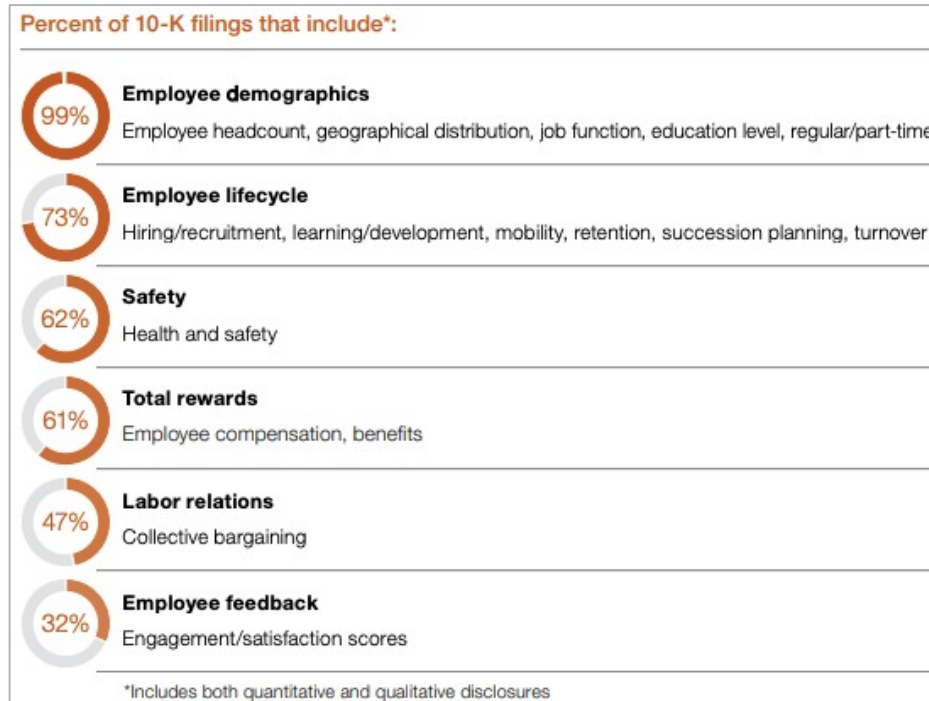 Percent of 10-K filings that include*:
99%
Employee demographics
Employee headcount, geographical distribution, job function, education level, regular/part-time
73%
Employee lifecycle
Hiring/recruitment, learning/development, mobility, retention, succession planning, turnover
62%
Safety
Health and safety
61%
Total rewards
Employee compensation, benefits
47%
Labor relations
Collective bargaining
32%
Employee feedback
Engagement/satisfaction scores
*Includes both quantitative and qualitative disclosures